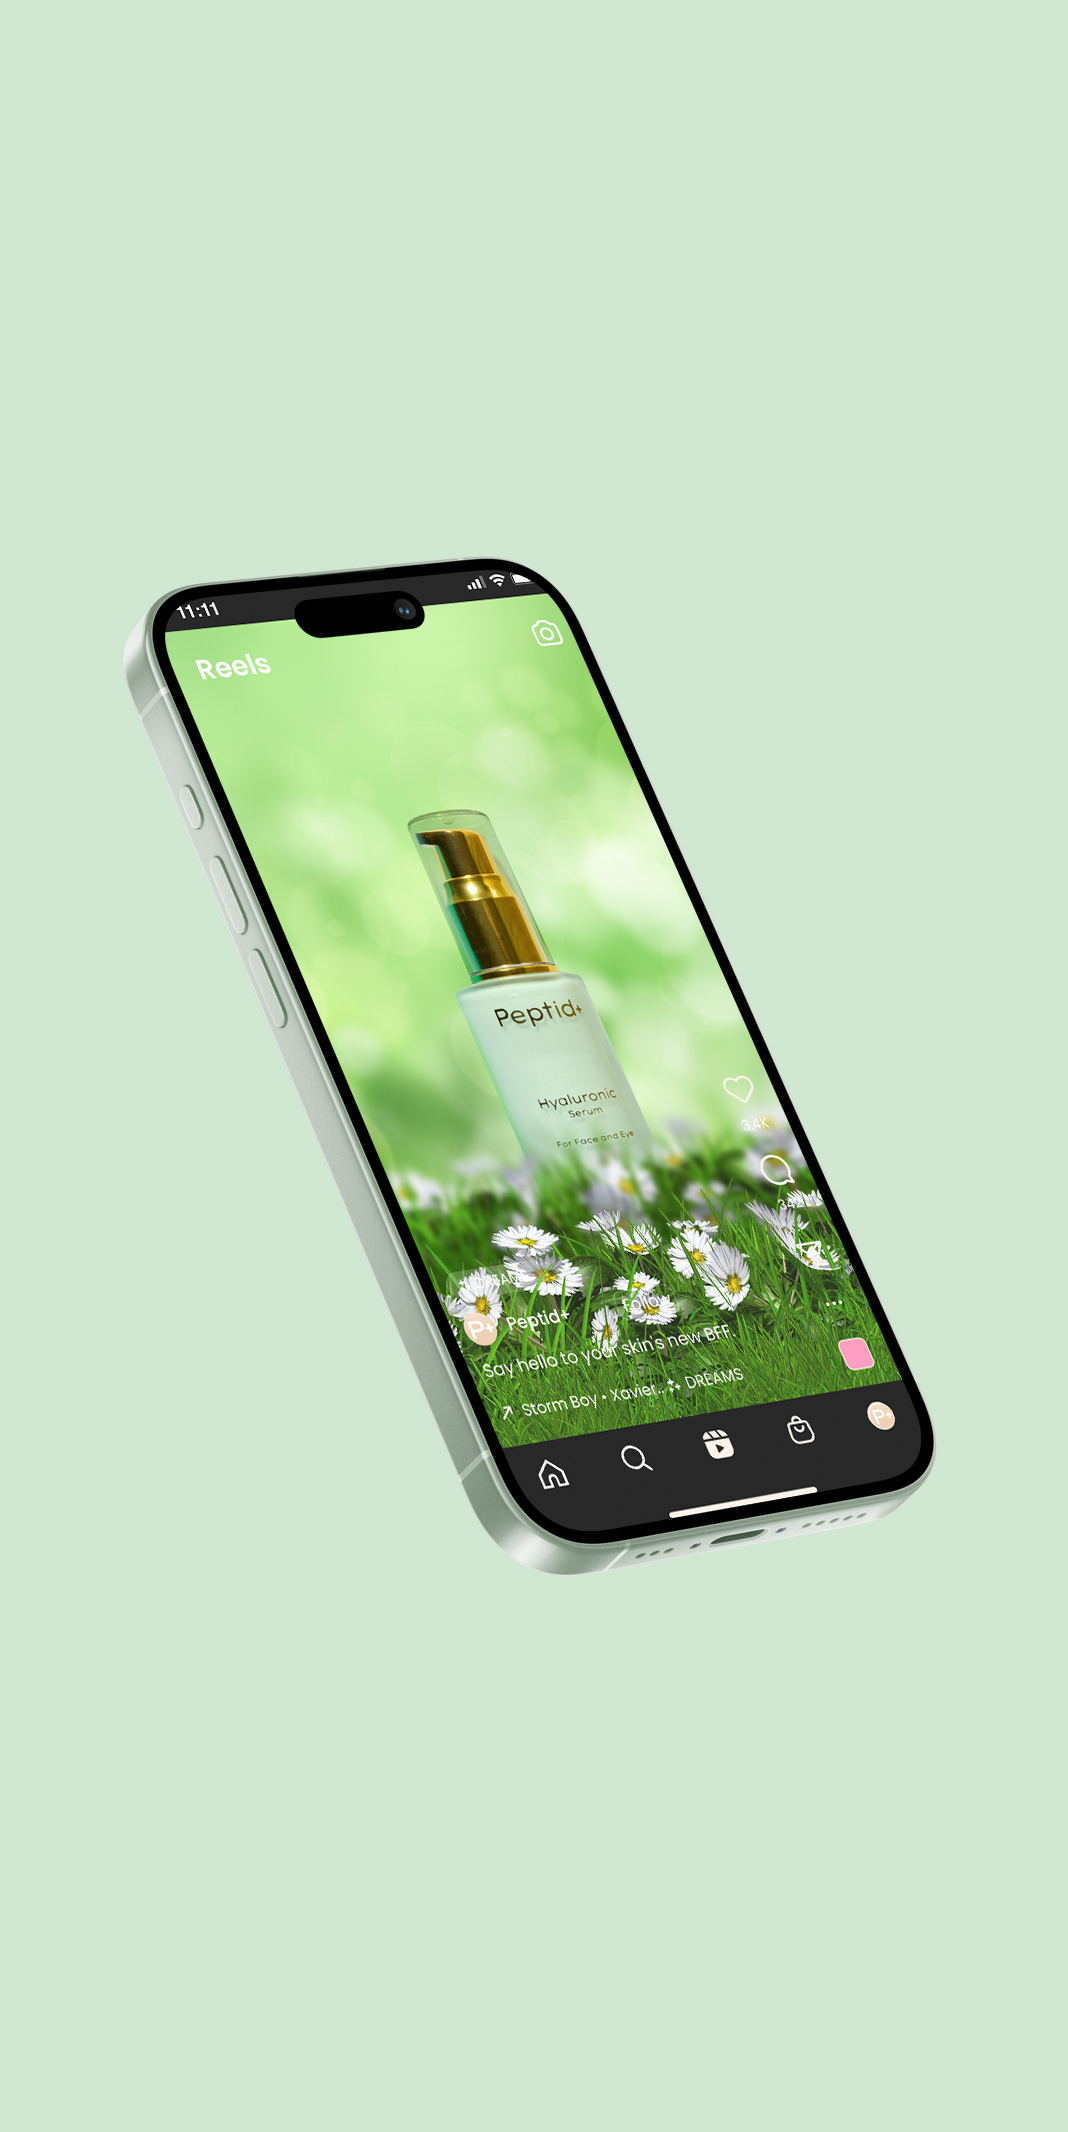 11:11
Reels
Peptid+
Hyaluronic
Serum
For Face and Eye
3.4K
P+ Peptid+ Follow
Say hello to your skin's new BFF.
Storm Boy • Xavier.. DREAMS
P+